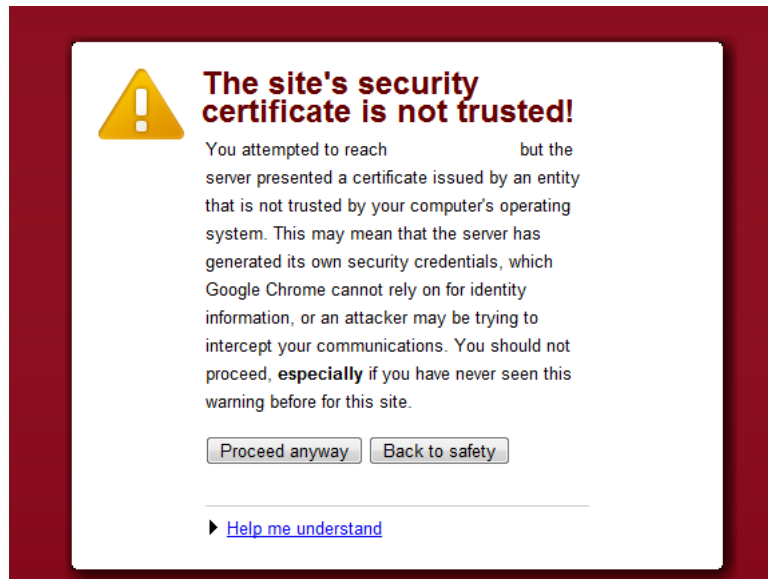 The site's security
certificate is not trusted!
You attempted to reach but the
server presented a certificate issued by an entity
that is not trusted by your computer's operating
system. This may mean that the server has
generated its own security credentials, which
Google Chrome cannot rely on for identity
information, or an attacker may be trying to
intercept your communications. You should not
proceed, especially if you have never seen this
warning before for this site.
Proceed anyway Back to safety
Help me understand